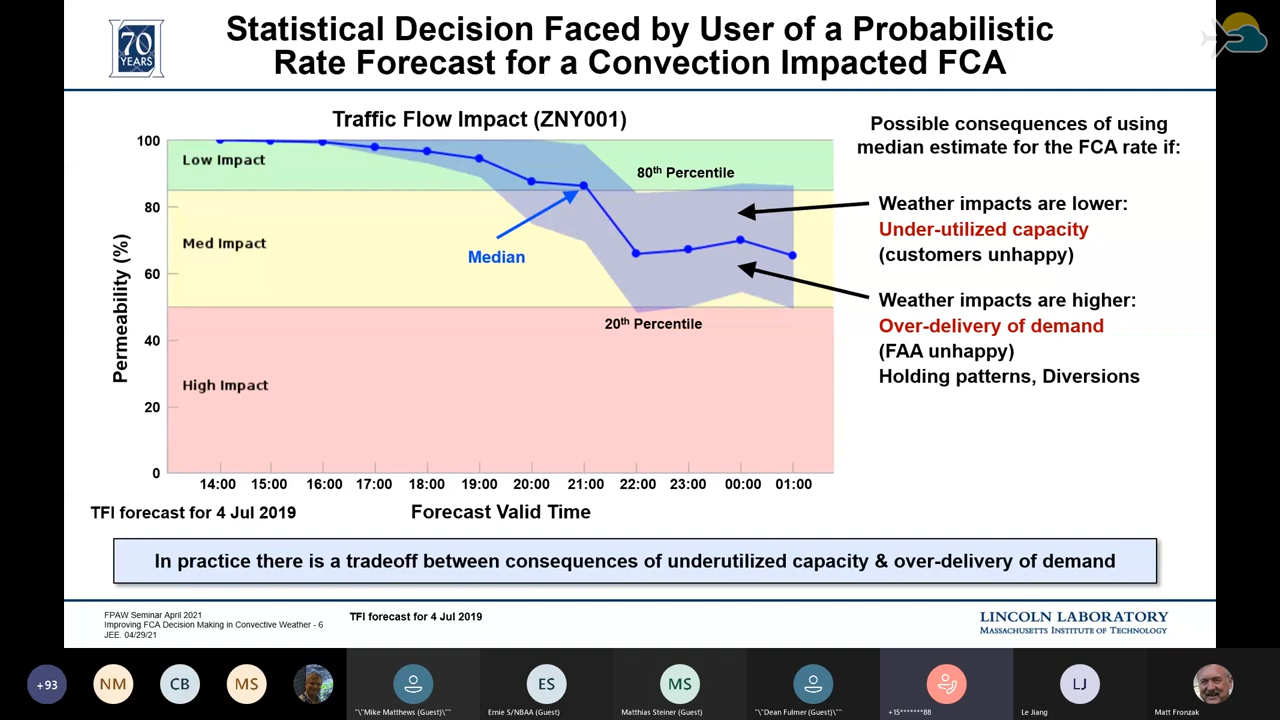 70
YEARS
Statistical Decision Faced by User of a Probabilistic
Rate Forecast for a Convection Impacted FCA
Traffic Flow Impact (ZNY001)
Permeability (%)
100
80
60
40
20
0
Low Impact
Med Impact
High Impact
80th Percentile
Median
20th Percentile
14:00 15:00 16:00 17:00 18:00 19:00 20:00 21:00 22:00 23:00 00:00 01:00
TFI forecast for 4 Jul 2019
Forecast Valid Time
Possible consequences of using
median estimate for the FCA rate if:
Weather impacts are lower:
Under-utilized capacity
(customers unhappy)
Weather impacts are higher:
Over-delivery of demand
(FAA unhappy)
Holding patterns, Diversions
In practice there is a tradeoff between consequences of underutilized capacity & over-delivery of demand
FPAW Seminar April 2021
Improving FCA Decision Making in Convective Weather - 6
JEE. 04/29/21
TFI forecast for 4 Jul 2019
LINCOLN LABORATORY
MASSACHUSETTS INSTITUTE OF TECHNOLOGY
+93
NM
CB
MS
"\"Mike Matthews (Guest)\""
ES
Ernie S/NBAA (Guest)
MS
Matthias Steiner (Guest)
"\"Dean Fulmer (Guest)\""
+15*******88
LJ
Le Jiang
Matt Fronzak